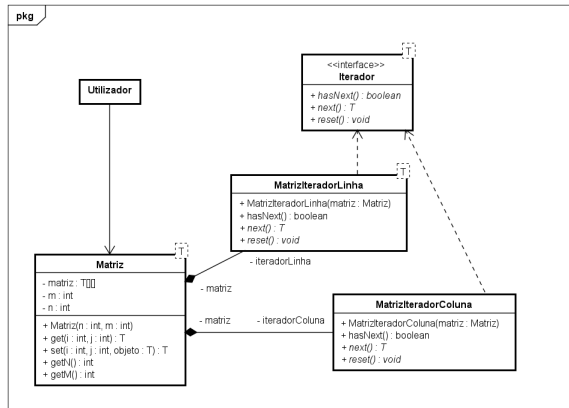 pkg
T
<<interface>>
Iterador
+ hasNext() : boolean
+ next() : T
+ reset() : void
Utilizador
T
MatrizIteradorLinha
+ MatrizIteradorLinha(matriz : Matriz)
+ hasNext() : boolean
+ next() : T
+ reset() : void
T
Matriz
- matriz : T[][]
- m : int
- n : int
+ Matriz(n : int, m : int)
+ get(i : int, j : int) : T
+ set(i : int, j : int, objeto : T) : T
+ getN() : int
+ getM() : int
- iteradorLinha
- matriz
- matriz
- iteradorColuna
MatrizIteradorColuna
+ MatrizIteradorColuna(matriz : Matriz)
+ hasNext() : boolean
+ next() : T
+ reset() : void